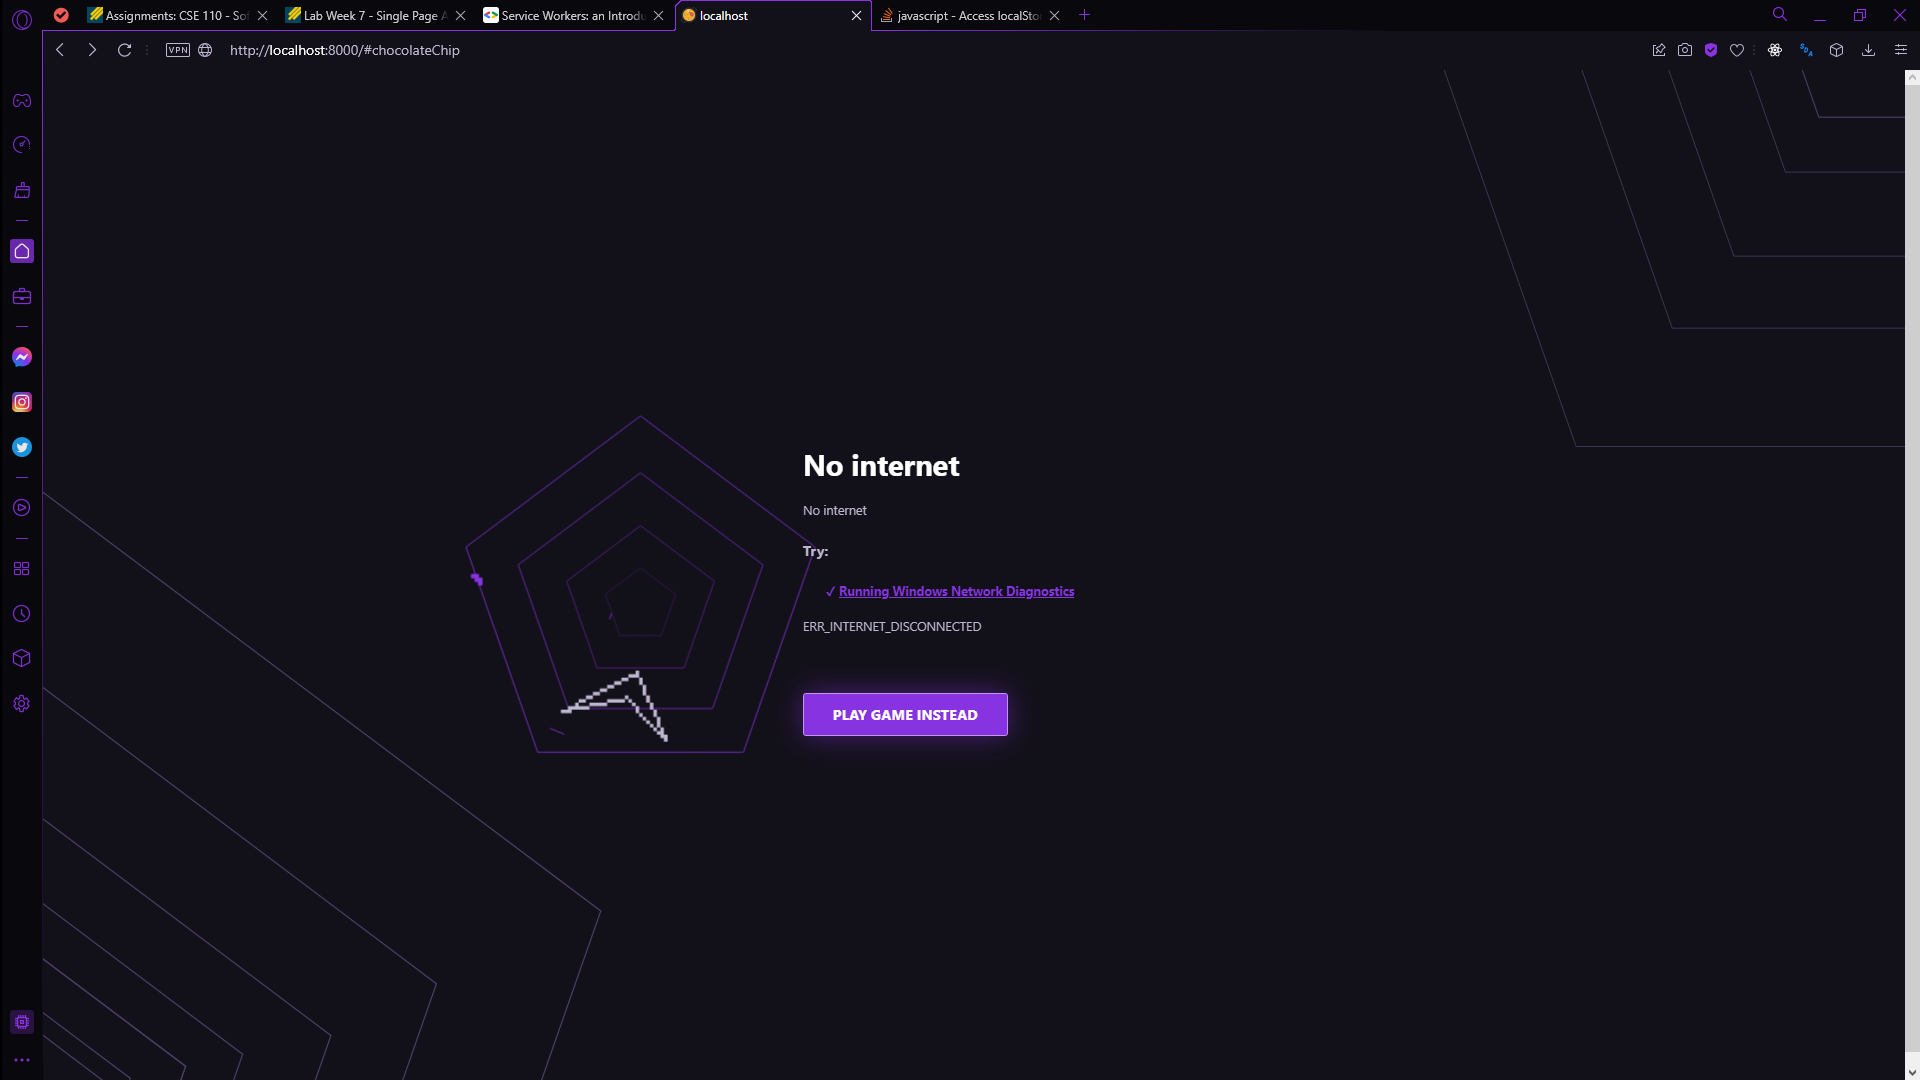 Assignments: CSE 110 - Sof
Lab Week 7 - Single Page A
Service Workers: an Introdu
localhost
javascript - Access localStor
VPN
http://localhost:8000/#chocolateChip
No internet
No internet
Try:
✓ Running Windows Network Diagnostics
ERR_INTERNET_DISCONNECTED
PLAY GAME INSTEAD